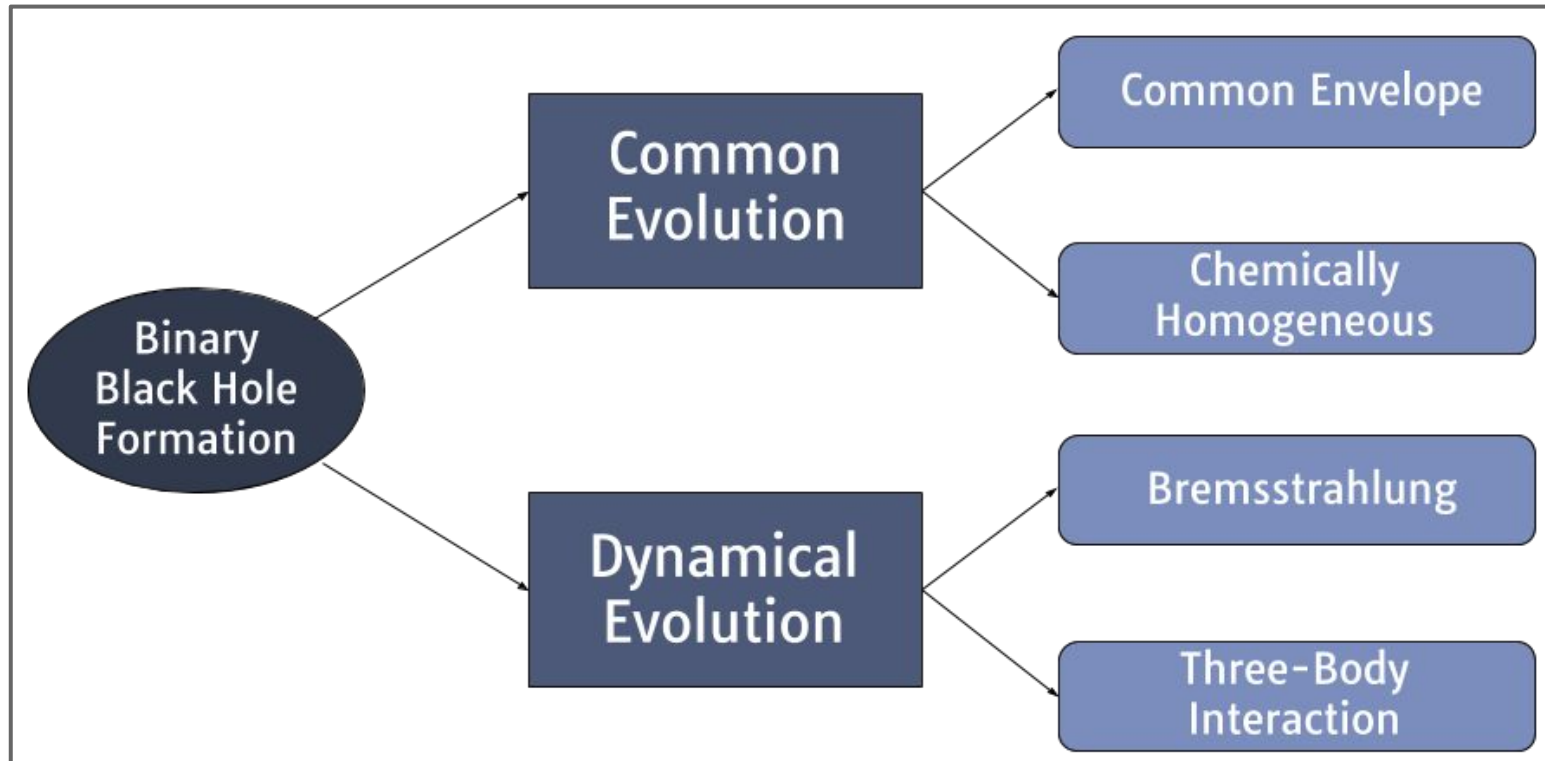 Binary
Black Hole
Formation
Common
Evolution
Common Envelope
Chemically
Homogeneous
Dynamical
Evolution
Bremsstrahlung
Three-Body
Interaction